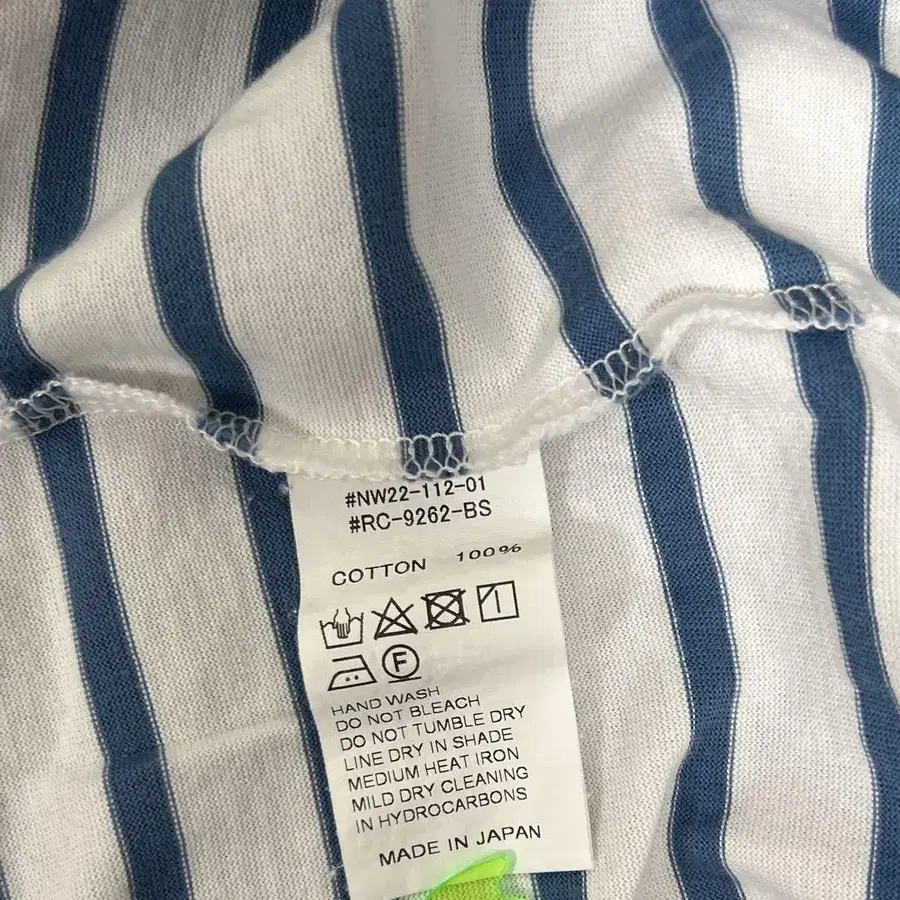 #NW22-112-01
#RC-9262-BS
COTTON 100%
F
HAND WASH
DO NOT BLEACH
DO NOT TUMBLE DRY
LINE DRY IN SHADE
MEDIUM HEAT IRON
MILD DRY CLEANING
IN HYDROCARBONS
MADE IN JAPAN